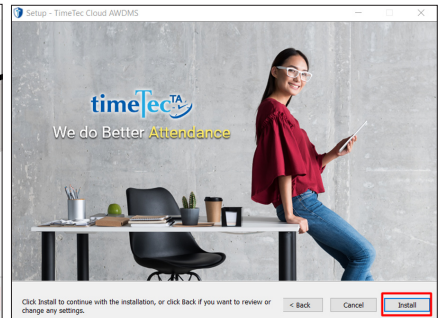 Setup - TimeTec Cloud AWDMS
timeTec TA
We do Better Attendance
Click Install to continue with the installation, or click Back if you want to review or
change any settings.
< Back
Cancel
Install